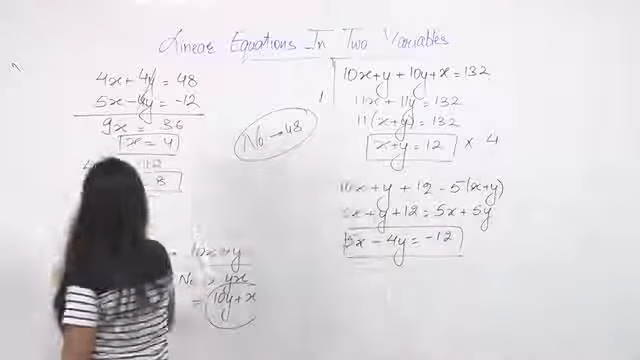 Linear Equations In Two Variables
4x + 4y = 48
5x - 4y = -12
9x = 36
x = 4
8
No → 48
10x+y
No yx
= 10y+x
10x+y + 10y+x = 132
11x + 11y = 132
11(x+y) = 132
x+y = 12 × 4
10x+y + 12 = 5(x+y)
x+y+12 = 5x+5y
5x - 4y = -12